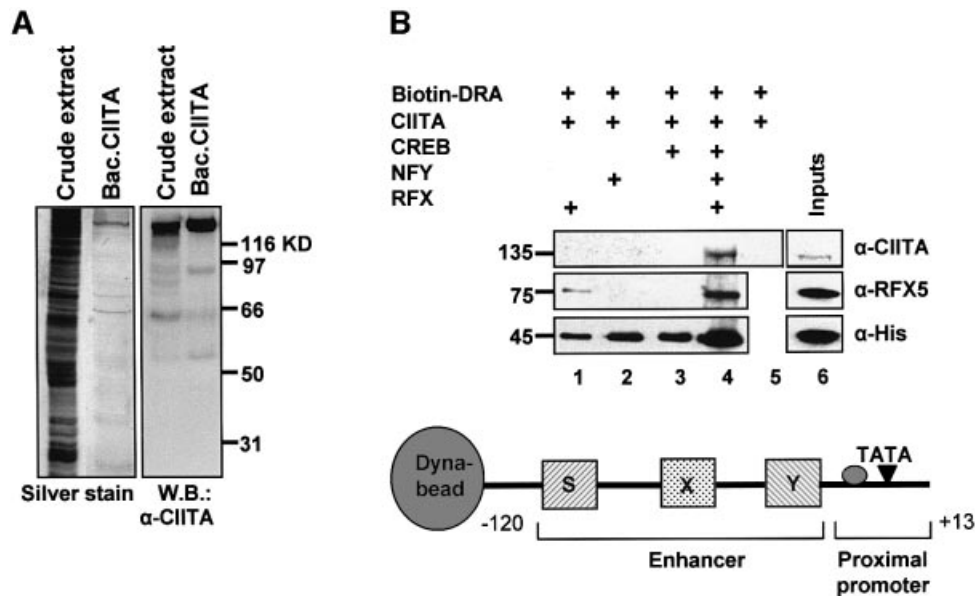 A
Crude extract
Bac.CIITA
Crude extract
Bac.CIITA
116 KD
97
66
50
31
Silver stain
W.B.:
α-CIITA
B
Biotin-DRA + + + + +
CIITA + + + + +
CREB + +
NFY + +
RFX + +
Inputs
135 α-CIITA
75 α-RFX5
45 α-His
1 2 3 4 5 6
Dyna-
bead
S
X
Y
TATA
-120
+13
Enhancer
Proximal
promoter